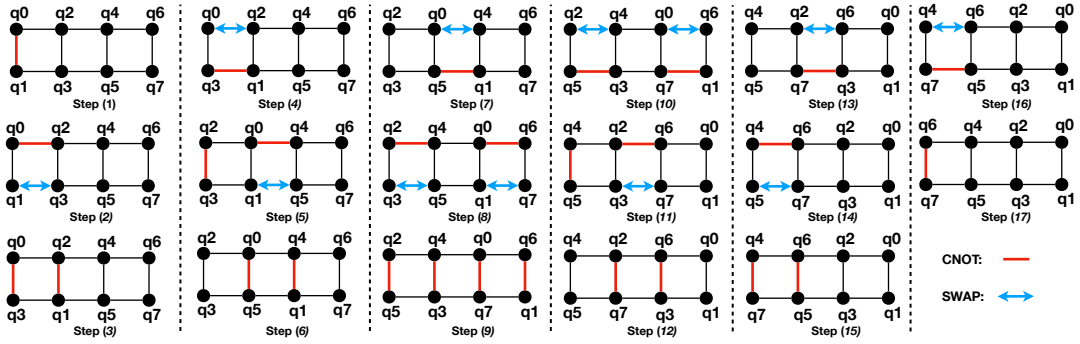 q0 q2 q4 q6
q1 q3 q5 q7
Step (1)
q0 q2 q4 q6
q1 q3 q5 q7
Step (2)
q0 q2 q4 q6
q3 q1 q5 q7
Step (3)
q0 q2 q4 q6
q3 q1 q5 q7
Step (4)
q2 q0 q4 q6
q3 q1 q5 q7
Step (5)
q2 q0 q4 q6
q3 q1 q5 q7
Step (6)
q2 q0 q4 q6
q3 q5 q1 q7
Step (7)
q2 q4 q0 q6
q3 q5 q1 q7
Step (8)
q2 q4 q0 q6
q5 q3 q7 q1
Step (9)
q2 q4 q0 q6
q5 q3 q7 q1
Step (10)
q4 q2 q6 q0
q5 q3 q7 q1
Step (11)
q4 q2 q6 q0
q5 q7 q3 q1
Step (12)
q4 q2 q6 q0
q5 q7 q3 q1
Step (13)
q4 q6 q2 q0
q5 q7 q3 q1
Step (14)
q4 q6 q2 q0
q7 q5 q3 q1
Step (15)
q4 q6 q2 q0
q7 q5 q3 q1
Step (16)
q6 q4 q2 q0
q7 q5 q3 q1
Step (17)
CNOT:
SWAP: